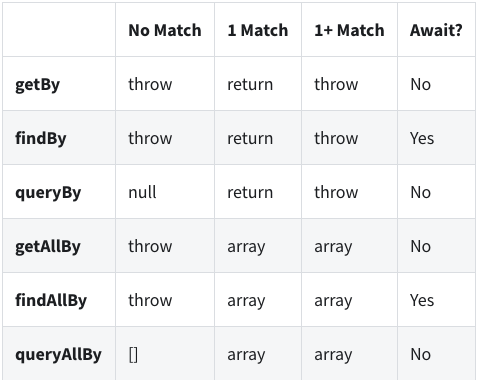 No Match 1 Match 1+ Match Await?
getBy throw return throw No
findBy throw return throw Yes
queryBy null return throw No
getAllBy throw array array No
findAllBy throw array array Yes
queryAllBy [] array array No